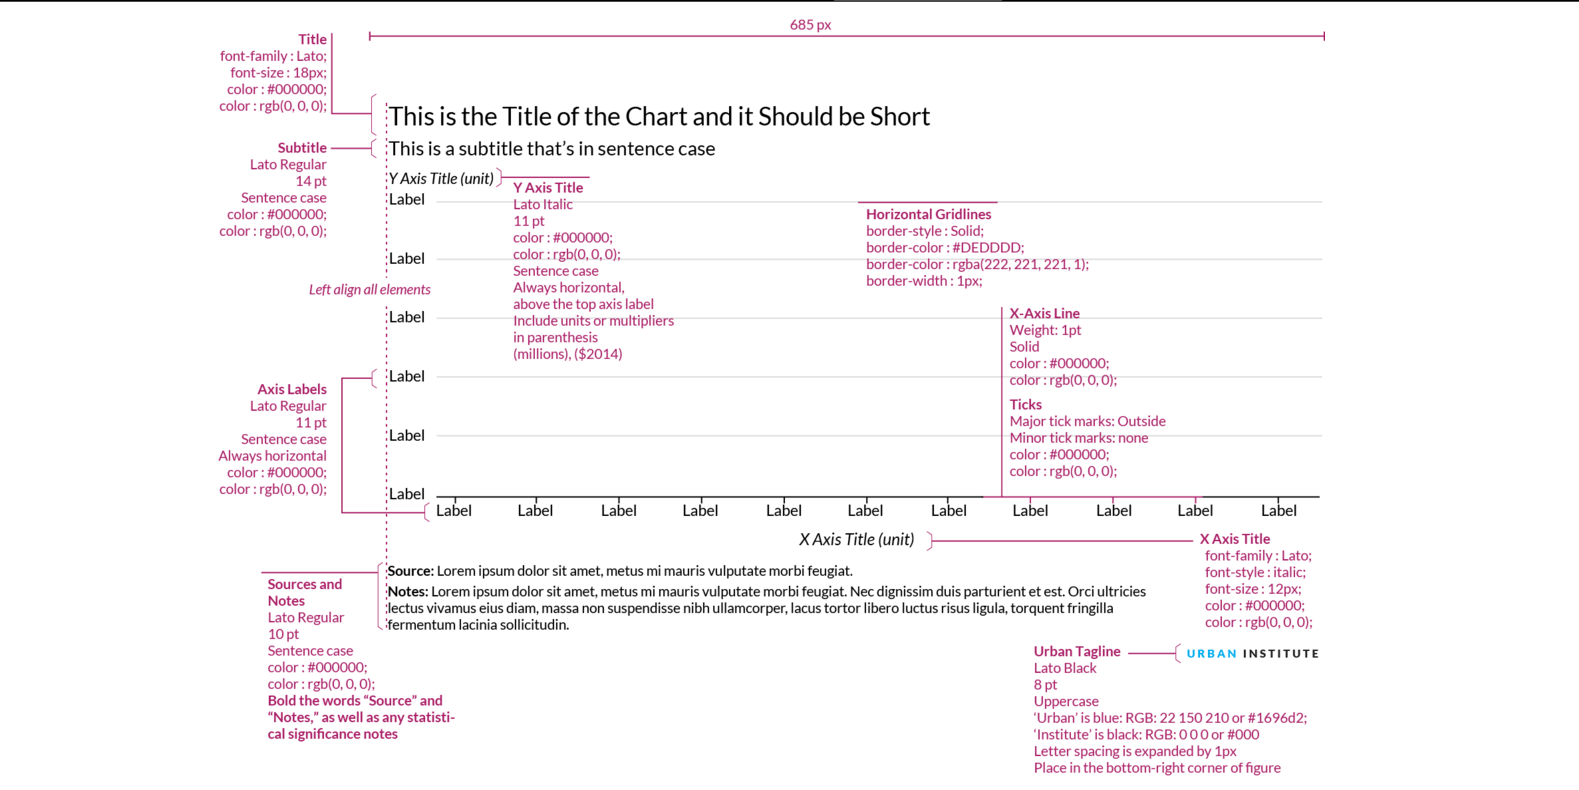 685 px
Title
font-family : Lato;
font-size : 18px;
color : #000000;
color : rgb(0, 0, 0);
This is the Title of the Chart and it Should be Short
Subtitle
Lato Regular
14 pt
Sentence case
color : #000000;
color : rgb(0, 0, 0);
This is a subtitle that's in sentence case
Y Axis Title (unit)
Y Axis Title
Lato Italic
11 pt
color : #000000;
color : rgb(0, 0, 0);
Sentence case
Always horizontal,
above the top axis label
Include units or multipliers
in parenthesis
(millions), ($2014)
Label
Label
Label
Label
Label
Label
Horizontal Gridlines
border-style : Solid;
border-color : #DEDDDD;
border-color : rgba(222, 221, 221, 1);
border-width : 1px;
Left align all elements
X-Axis Line
Weight: 1pt
Solid
color : #000000;
color : rgb(0, 0, 0);
Ticks
Major tick marks: Outside
Minor tick marks: none
color : #000000;
color : rgb(0, 0, 0);
Axis Labels
Lato Regular
11 pt
Sentence case
Always horizontal
color : #000000;
color : rgb(0, 0, 0);
Label Label Label Label Label Label Label Label Label Label Label
X Axis Title (unit)
X Axis Title
font-family : Lato;
font-style : italic;
font-size : 12px;
color : #000000;
color : rgb(0, 0, 0);
Source: Lorem ipsum dolor sit amet, metus mi mauris vulputate morbi feugiat.
Notes: Lorem ipsum dolor sit amet, metus mi mauris vulputate morbi feugiat. Nec dignissim duis parturient et est. Orci ultricies
lectus vivamus eius diam, massa non suspendisse nibh ullamcorper, lacus tortor libero luctus risus ligula, torquent fringilla
fermentum lacinia sollicitudin.
Sources and
Notes
Lato Regular
10 pt
Sentence case
color : #000000;
color : rgb(0, 0, 0);
Bold the words “Source” and
“Notes,” as well as any statisti-
cal significance notes
Urban Tagline
URBAN INSTITUTE
Lato Black
8 pt
Uppercase
‘Urban’ is blue: RGB: 22 150 210 or #1696d2;
‘Institute’ is black: RGB: 0 0 0 or #000
Letter spacing is expanded by 1px
Place in the bottom-right corner of figure